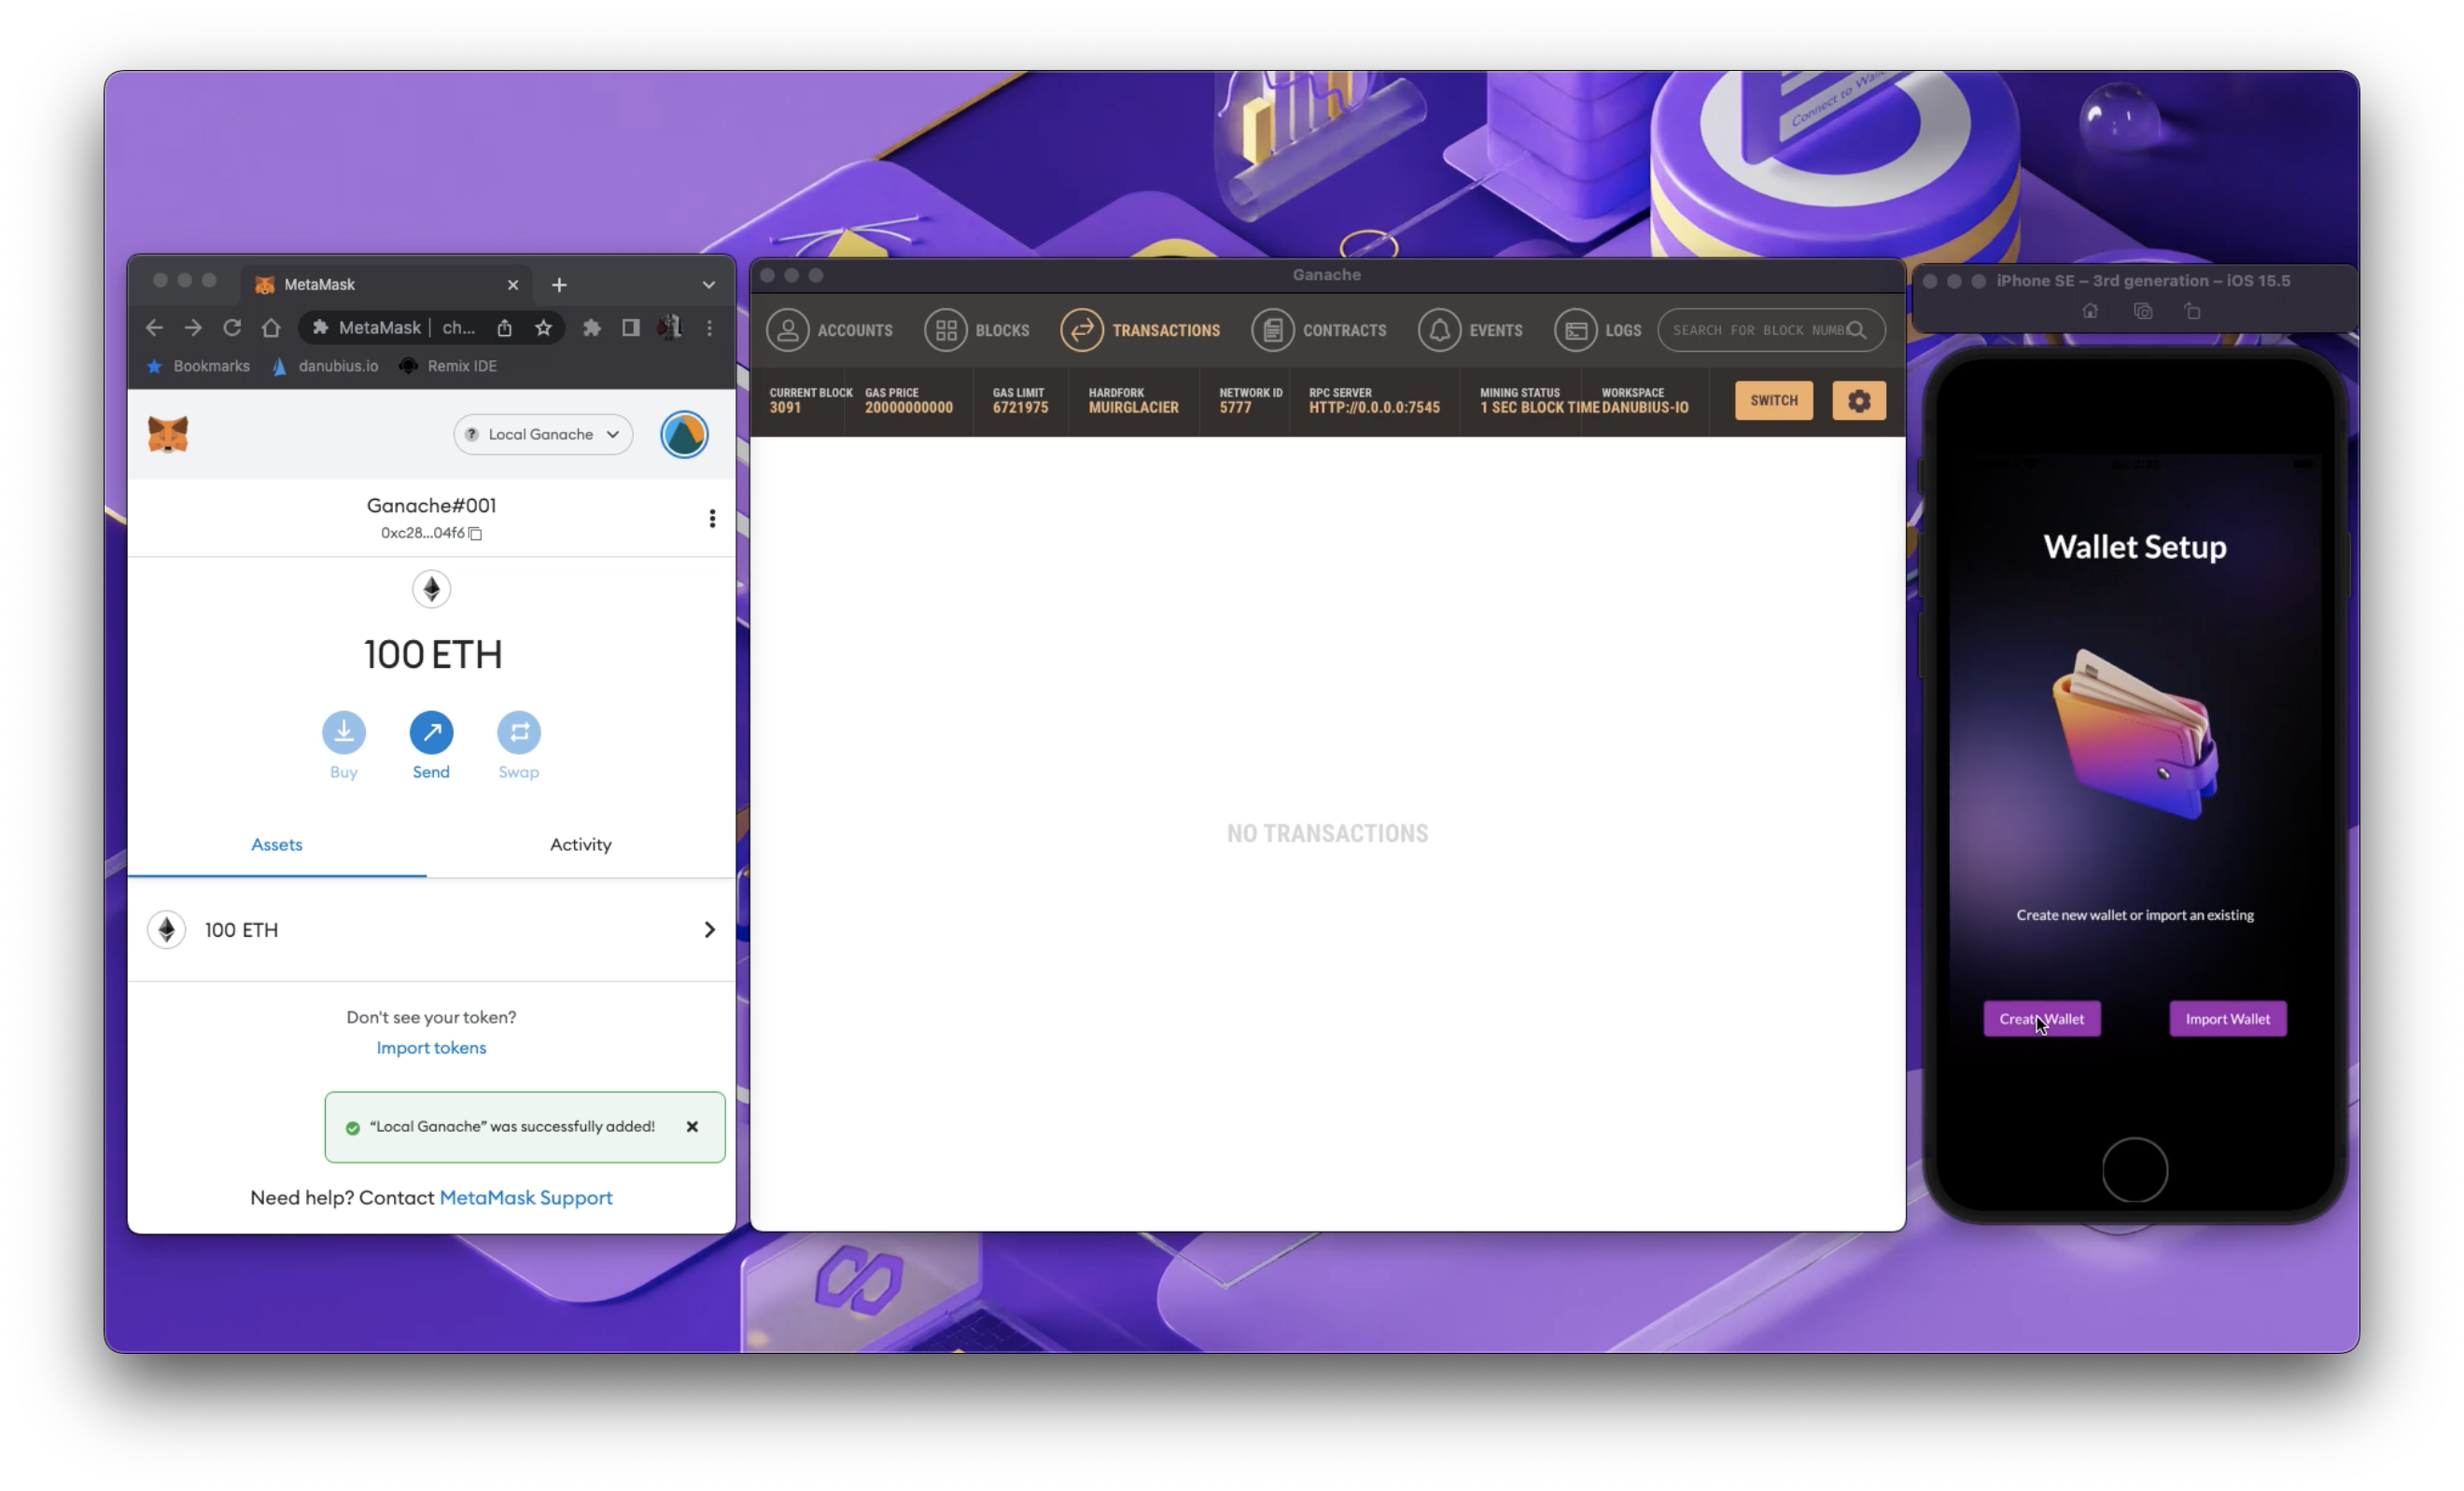 Connect to Wall
MetaMask
MetaMask | ch...
Bookmarks danubius.io Remix IDE
? Local Ganache
Ganache#001
0xc28...04f6
100 ETH
Buy Send Swap
Assets Activity
100 ETH
Don't see your token?
Import tokens
“Local Ganache” was successfully added!
Need help? Contact MetaMask Support
Ganache
ACCOUNTS BLOCKS TRANSACTIONS CONTRACTS EVENTS LOGS SEARCH FOR BLOCK NUMB
CURRENT BLOCK GAS PRICE GAS LIMIT HARDFORK NETWORK ID RPC SERVER MINING STATUS WORKSPACE
3091 20000000000 6721975 MUIRGLACIER 5777 HTTP://0.0.0.0:7545 1 SEC BLOCK TIME DANUBIUS-IO
SWITCH
NO TRANSACTIONS
iPhone SE – 3rd generation – iOS 15.5
Wallet Setup
Create new wallet or import an existing
Create Wallet Import Wallet